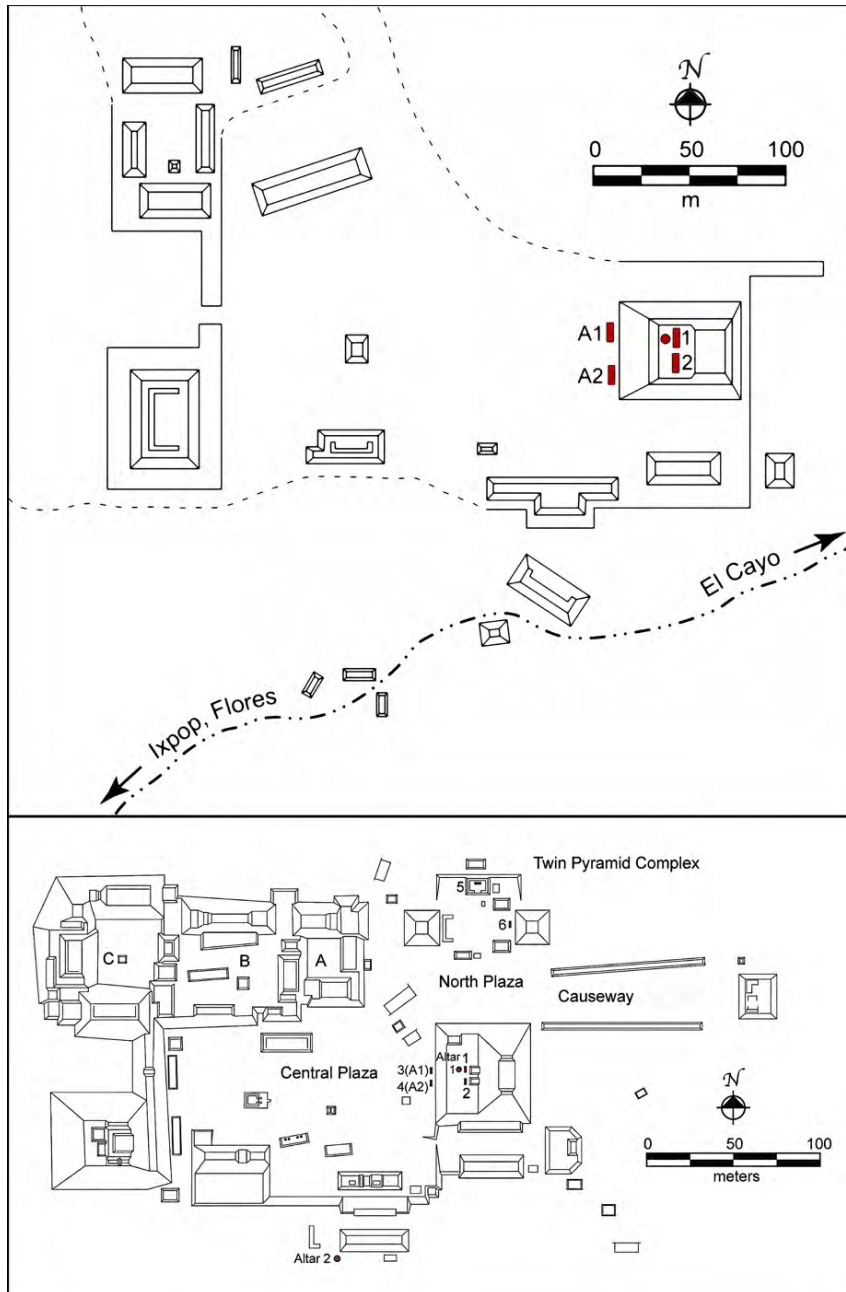 N
0 50 100
m
A1
1
A2
2
El Cayo
Ixpop, Flores
Twin Pyramid Complex
5
6
C
B
A
North Plaza
Causeway
Central Plaza
Altar 1
3(A1)
1
4(A2)
2
N
0 50 100
meters
Altar 2